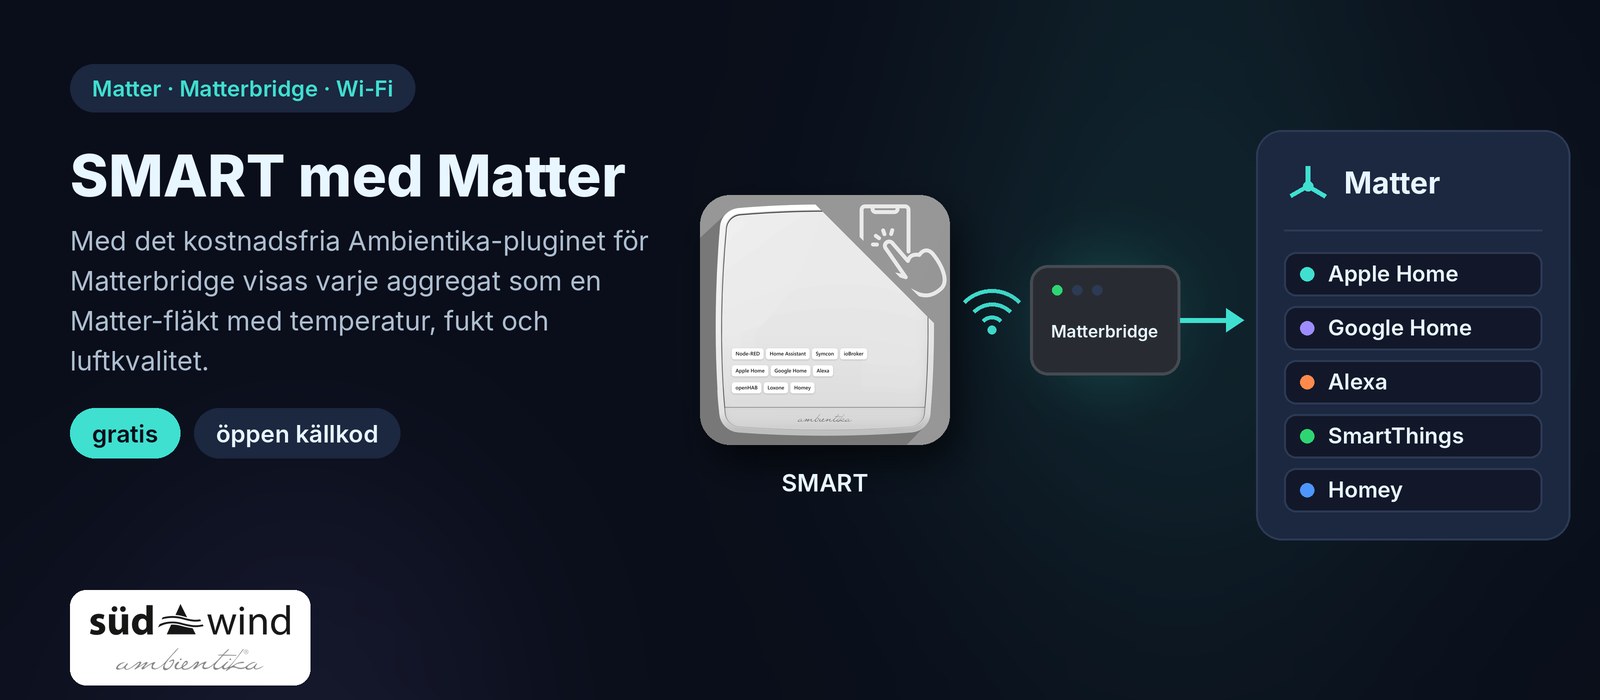 Matter · Matterbridge · Wi-Fi
SMART med Matter
Med det kostnadsfria Ambientika-pluginet för
Matterbridge visas varje aggregat som en
Matter-fläkt med temperatur, fukt och
luftkvalitet.
gratis
öppen källkod
Node-RED Home Assistant Symcon ioBroker
Apple Home Google Home Alexa
openHAB Loxone Homey
ambientika
SMART
Matterbridge
Matter
Apple Home
Google Home
Alexa
SmartThings
Homey
süd wind
ambientika®